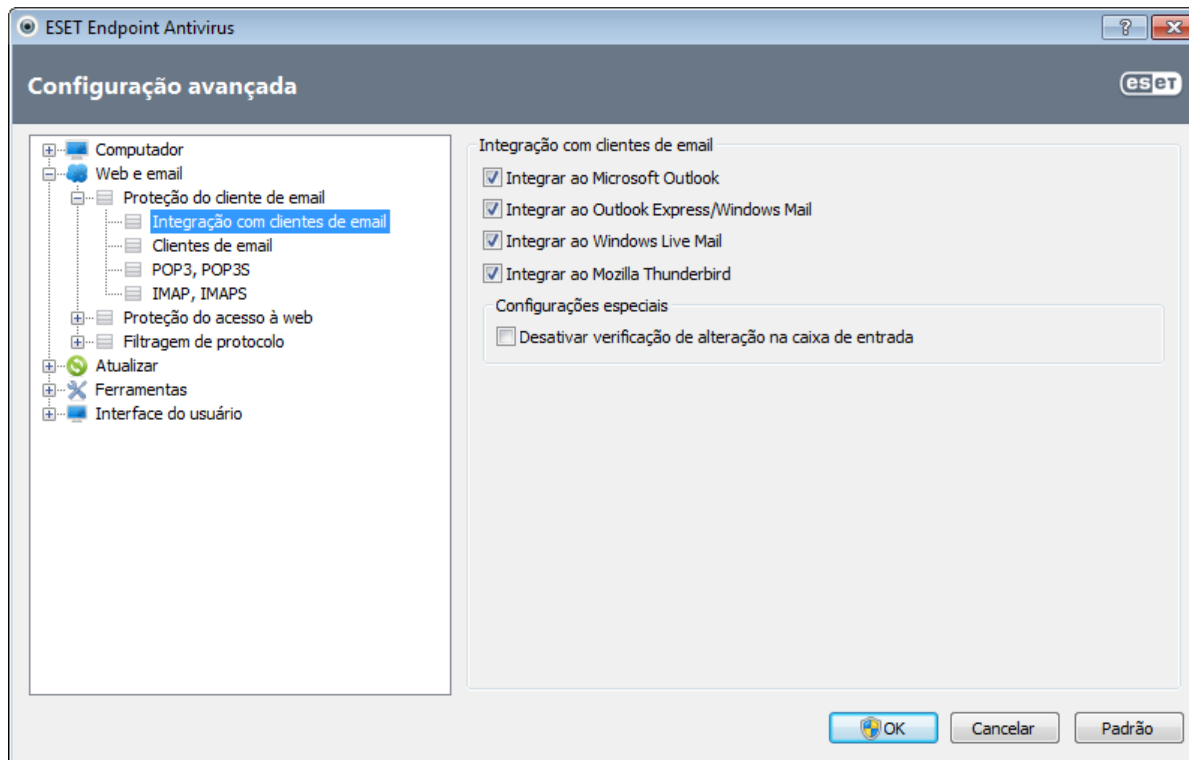 ESET Endpoint Antivirus
Configuração avançada
eset
Computador
Web e email
Proteção do cliente de email
Integração com clientes de email
Clientes de email
POP3, POP3S
IMAP, IMAPS
Proteção do acesso à web
Filtragem de protocolo
Atualizar
Ferramentas
Interface do usuário
Integração com clientes de email
Integrar ao Microsoft Outlook
Integrar ao Outlook Express/Windows Mail
Integrar ao Windows Live Mail
Integrar ao Mozilla Thunderbird
Configurações especiais
Desativar verificação de alteração na caixa de entrada
OK
Cancelar
Padrão